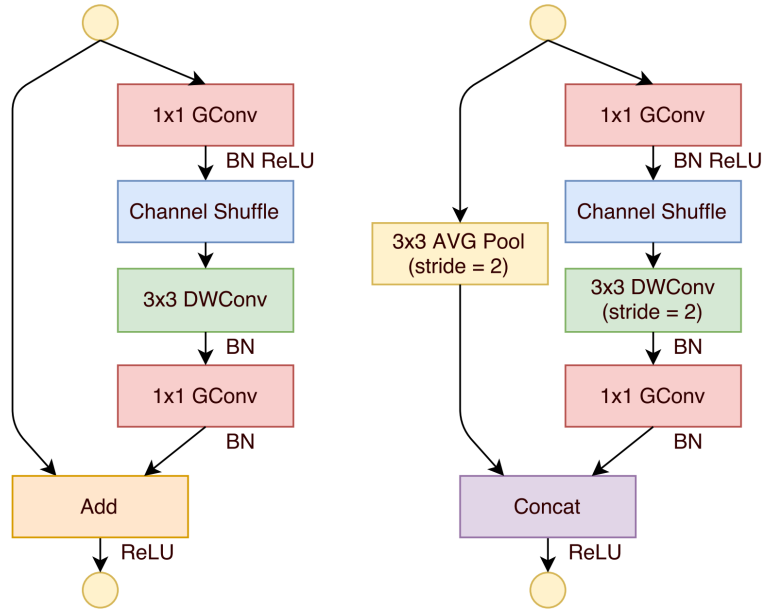 1x1 GConv
BN ReLU
Channel Shuffle
3x3 DWConv
BN
1x1 GConv
BN
Add
ReLU
1x1 GConv
BN ReLU
Channel Shuffle
3x3 AVG Pool
(stride = 2)
3x3 DWConv
(stride = 2)
BN
1x1 GConv
BN
Concat
ReLU